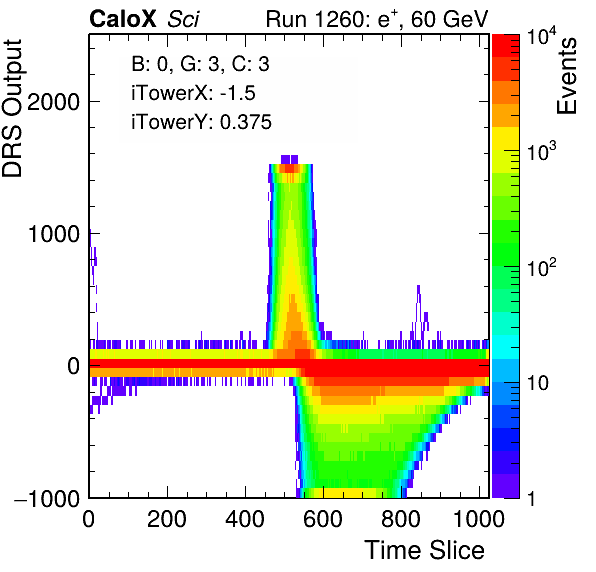 CaloX Sci Run 1260: e⁺, 60 GeV
B: 0, G: 3, C: 3
iTowerX: -1.5
iTowerY: 0.375
DRS Output
2000
1000
0
−1000
0 200 400 600 800 1000
Time Slice
Events
10⁴
10³
10²
10
1